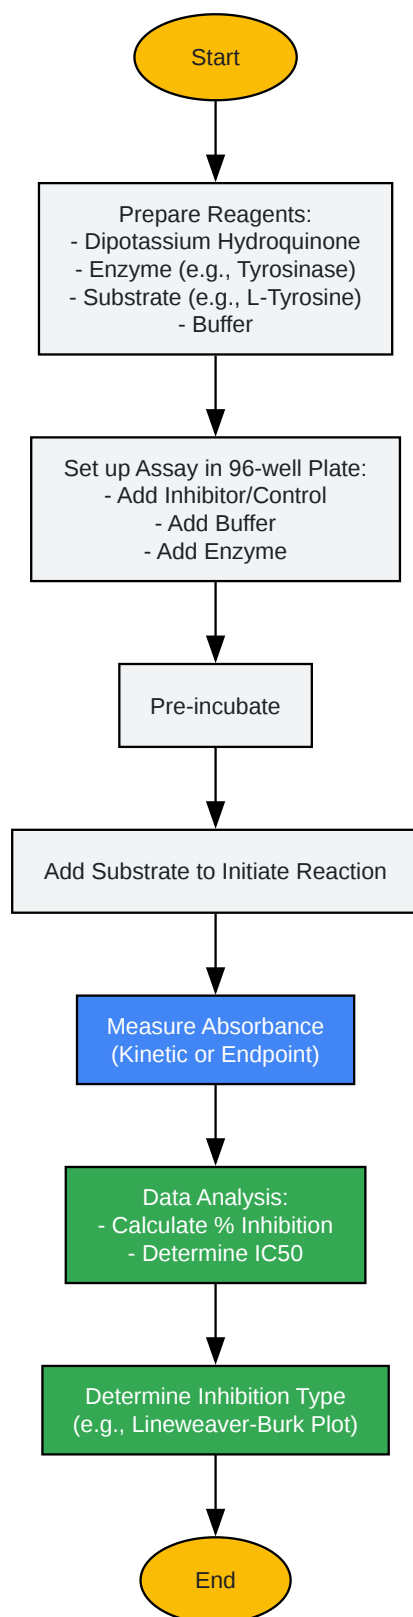 Start
Prepare Reagents:
- Dipotassium Hydroquinone
- Enzyme (e.g., Tyrosinase)
- Substrate (e.g., L-Tyrosine)
- Buffer
Set up Assay in 96-well Plate:
- Add Inhibitor/Control
- Add Buffer
- Add Enzyme
Pre-incubate
Add Substrate to Initiate Reaction
Measure Absorbance
(Kinetic or Endpoint)
Data Analysis:
- Calculate % Inhibition
- Determine IC50
Determine Inhibition Type
(e.g., Lineweaver-Burk Plot)
End